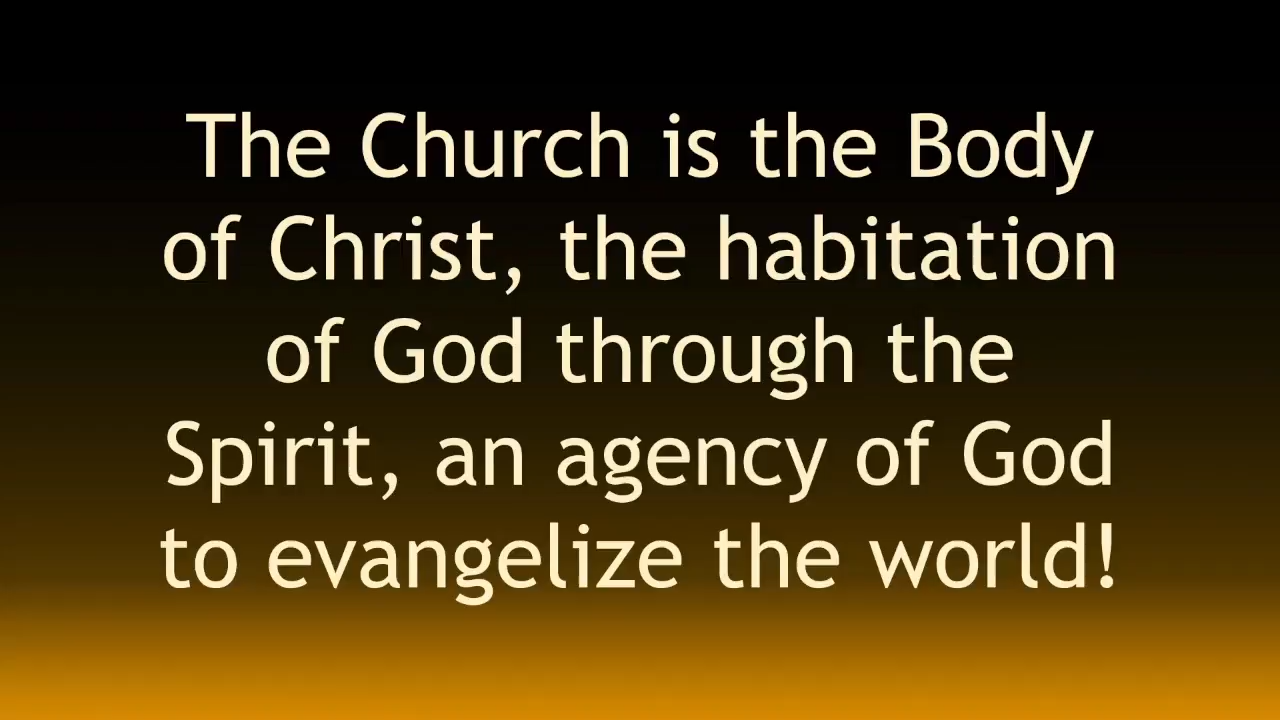 The Church is the Body
of Christ, the habitation
of God through the
Spirit, an agency of God
to evangelize the world!